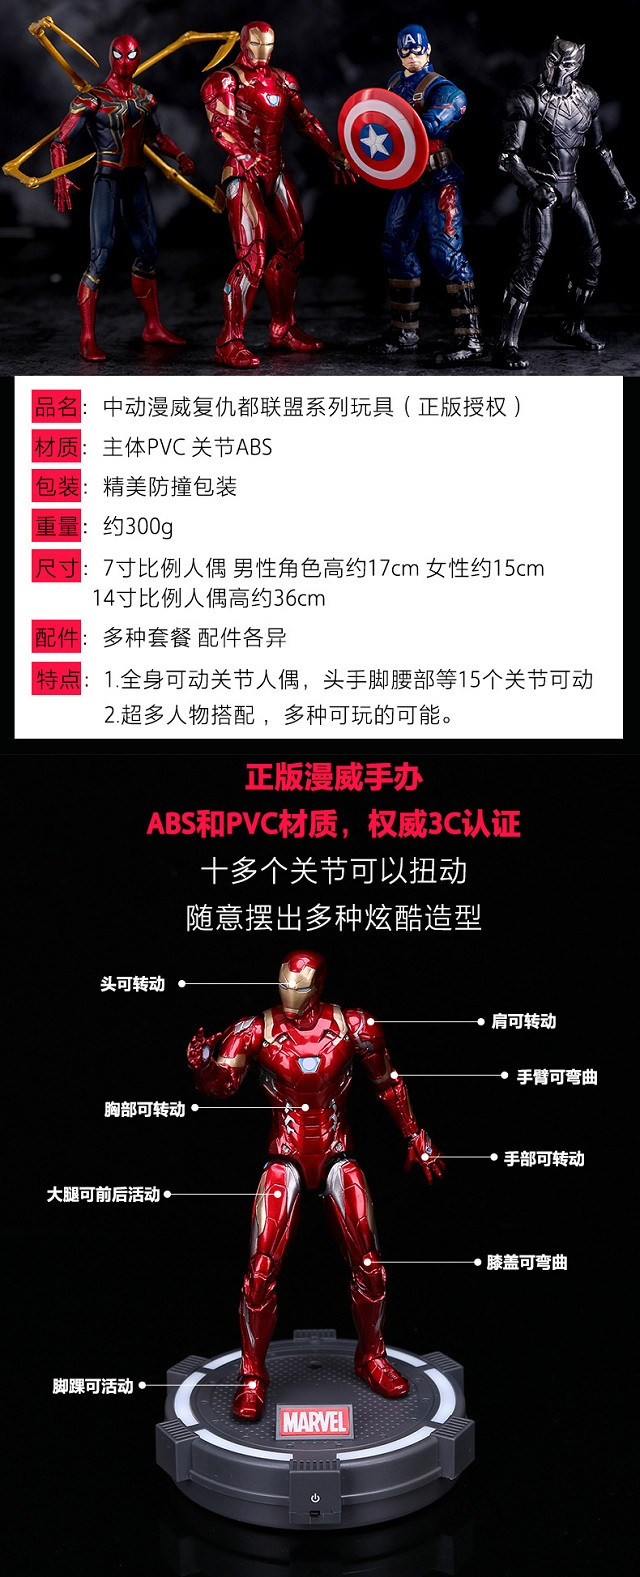 A
品名：中动漫威复仇都联盟系列玩具（正版授权）
材质：主体PVC 关节ABS
包装：精美防撞包装
重量：约300g
尺寸：7寸比例人偶 男性角色高约17cm 女性约15cm
14寸比例人偶高约36cm
配件：多种套餐 配件各异
特点：1.全身可动关节人偶，头手脚腰部等15个关节可动
2.超多人物搭配，多种可玩的可能。
正版漫威手办
ABS和PVC材质，权威3C认证
十多个关节可以扭动
随意摆出多种炫酷造型
头可转动
肩可转动
手臂可弯曲
胸部可转动
手部可转动
大腿可前后活动
膝盖可弯曲
脚踝可活动
MARVEL